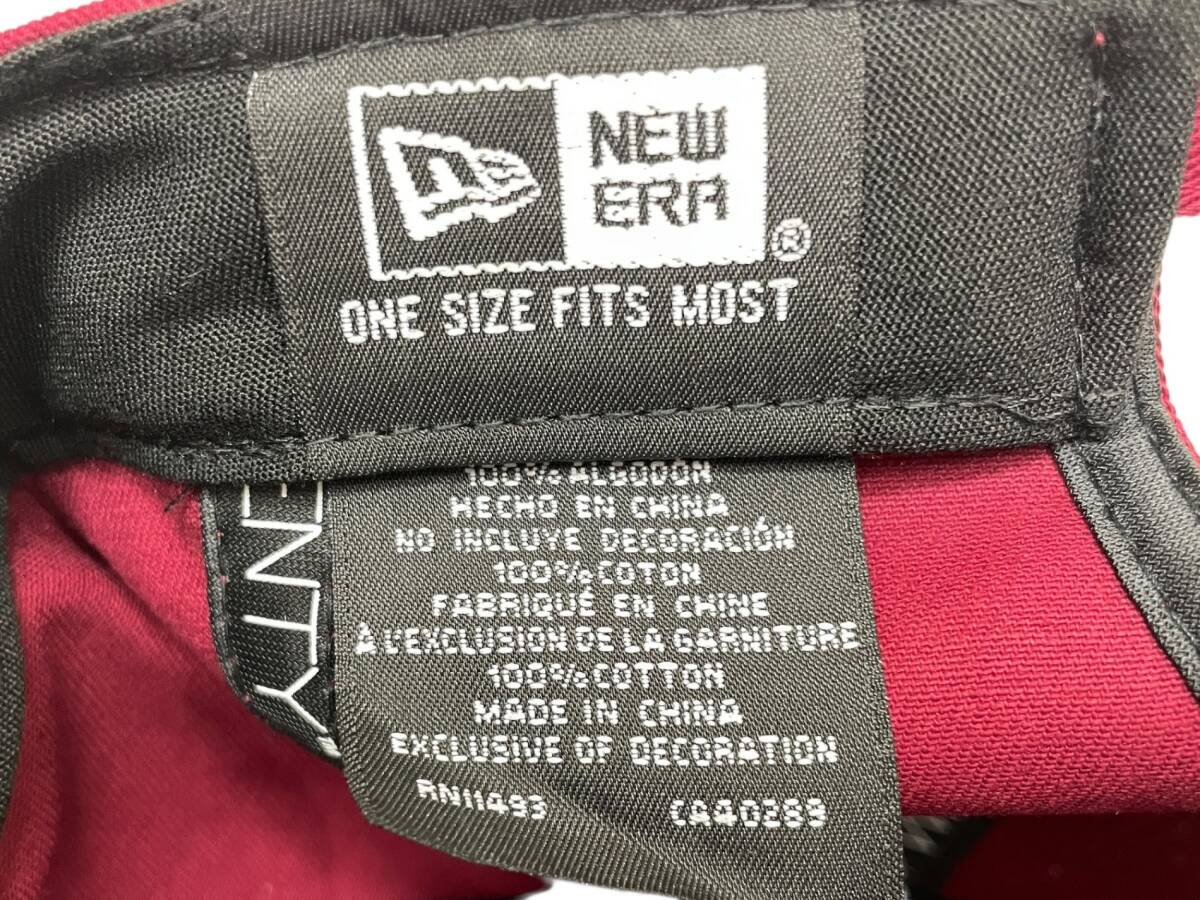 NEW
ERA
®
ONE SIZE FITS MOST
100% ALGODON
HECHO EN CHINA
NO INCLUYE DECORACIÓN
100% COTON
FABRIQUÉ EN CHINE
À L'EXCLUSION DE LA GARNITURE
100% COTTON
MADE IN CHINA
EXCLUSIVE OF DECORATION
RN11493 CA40289
ENTY